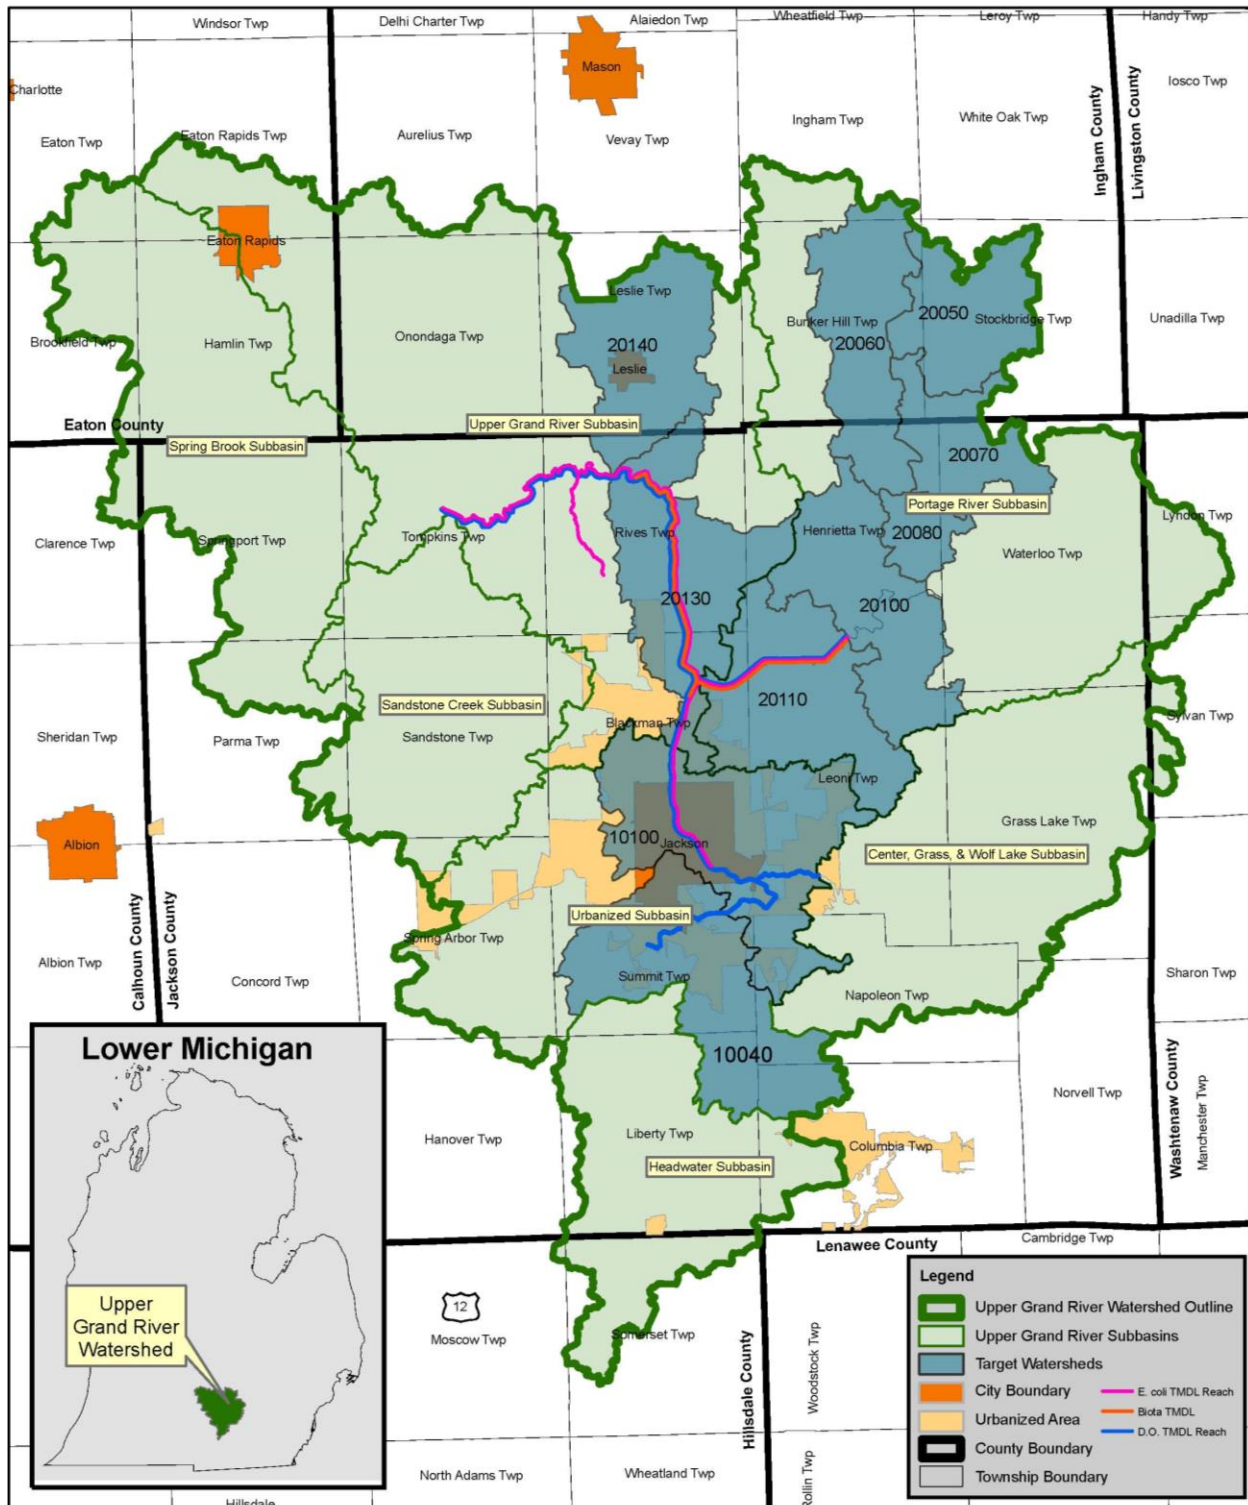 Windsor Twp
Delhi Charter Twp
Alaiedon Twp
Wheatfield Twp
Leroy Twp
Handy Twp
Mason
Charlotte
Iosco Twp
Eaton Twp
Eaton Rapids Twp
Aurelius Twp
Vevay Twp
Ingham Twp
White Oak Twp
Ingham County
Livingston County
Eaton Rapids
Leslie Twp
Brookfield Twp
Hamlin Twp
Onondaga Twp
20140
Leslie
Bunker Hill Twp
20060
20050
Stockbridge Twp
Unadilla Twp
Eaton County
Spring Brook Subbasin
Upper Grand River Subbasin
20070
Portage River Subbasin
Clarence Twp
Springport Twp
Tompkins Twp
Rives Twp
Henrietta Twp
20080
Waterloo Twp
Lyndon Twp
20130
20100
Sandstone Creek Subbasin
20110
Sheridan Twp
Parma Twp
Sandstone Twp
Blackman Twp
Leoni Twp
Sylvan Twp
Albion
10100
Jackson
Grass Lake Twp
Center, Grass, & Wolf Lake Subbasin
Urbanized Subbasin
Spring Arbor Twp
Albion Twp
Calhoun County
Jackson County
Concord Twp
Summit Twp
Napoleon Twp
Sharon Twp
10040
Hanover Twp
Liberty Twp
Headwater Subbasin
Columbia Twp
Norvell Twp
Washtenaw County
Manchester Twp
Lenawee County
Cambridge Twp
12
Moscow Twp
Somerset Twp
Hillsdale County
Woodstock Twp
North Adams Twp
Wheatland Twp
Rollin Twp
Hillsdale
Lower Michigan
Upper
Grand River
Watershed
Legend
Upper Grand River Watershed Outline
Upper Grand River Subbasins
Target Watersheds
City Boundary
Urbanized Area
County Boundary
Township Boundary
E. coli TMDL Reach
Biota TMDL
D.O. TMDL Reach